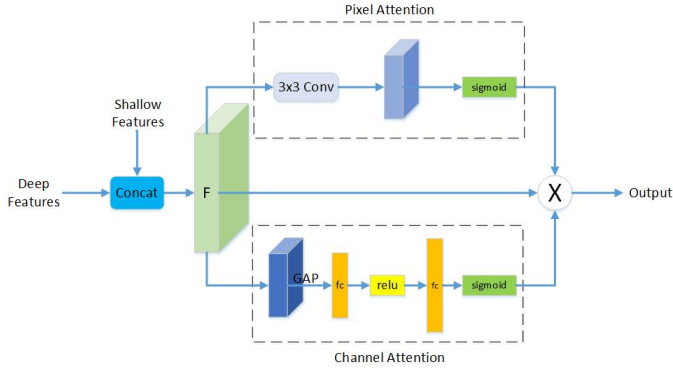 Pixel Attention
3x3 Conv
sigmoid
Shallow
Features
Deep
Features
Concat
F
X
Output
GAP
fc
relu
fc
sigmoid
Channel Attention